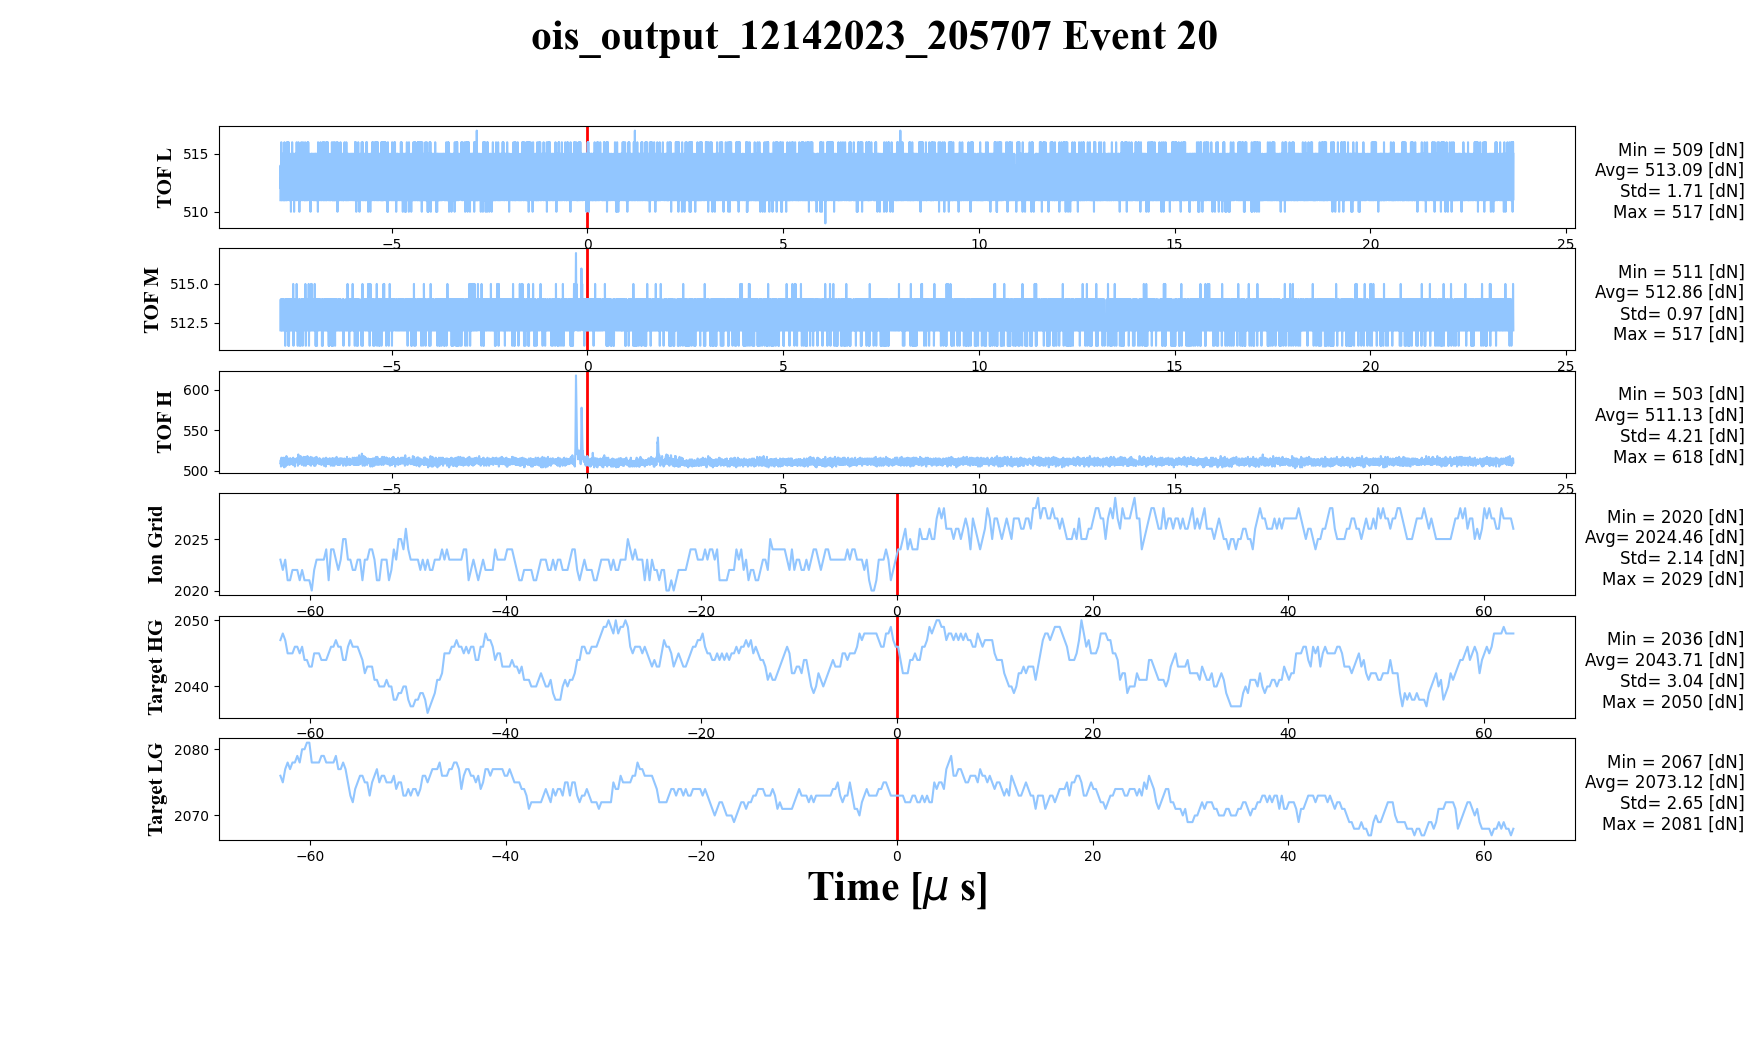 ois_output_12142023_205707 Event 20
TOF L
515
510
−5
0
5
10
15
20
25
Min = 509 [dN]
Avg= 513.09 [dN]
Std= 1.71 [dN]
Max = 517 [dN]
TOF M
515.0
512.5
−5
0
5
10
15
20
25
Min = 511 [dN]
Avg= 512.86 [dN]
Std= 0.97 [dN]
Max = 517 [dN]
TOF H
600
550
500
−5
0
5
10
15
20
25
Min = 503 [dN]
Avg= 511.13 [dN]
Std= 4.21 [dN]
Max = 618 [dN]
Ion Grid
2025
2020
−60
−40
−20
0
20
40
60
Min = 2020 [dN]
Avg= 2024.46 [dN]
Std= 2.14 [dN]
Max = 2029 [dN]
Target HG
2050
2040
−60
−40
−20
0
20
40
60
Min = 2036 [dN]
Avg= 2043.71 [dN]
Std= 3.04 [dN]
Max = 2050 [dN]
Target LG
2080
2070
−60
−40
−20
0
20
40
60
Min = 2067 [dN]
Avg= 2073.12 [dN]
Std= 2.65 [dN]
Max = 2081 [dN]
Time [μ s]